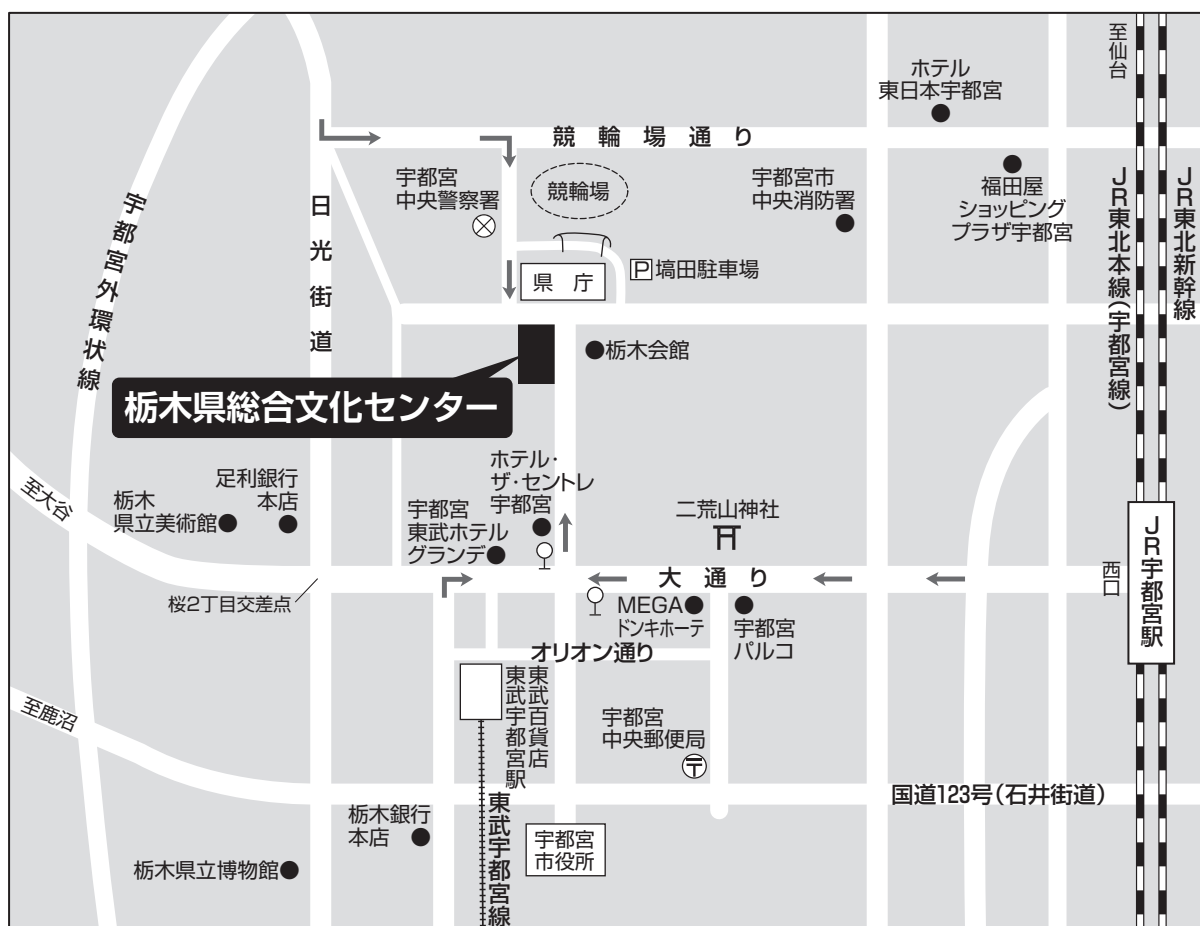 至仙台
ホテル
東日本宇都宮
競輪場通り
宇都宮
中央警察署
競輪場
宇都宮市
中央消防署
福田屋
ショッピング
プラザ宇都宮
JR東北本線(宇都宮線)
JR東北新幹線
宇都宮外環状線
日光街道
県庁
P
塙田駐車場
栃木会館
栃木県総合文化センター
ホテル・
ザ・セントレ
宇都宮
至大谷
栃木
県立美術館
足利銀行
本店
宇都宮
東武ホテル
グランデ
二荒山神社
大通り
西口
JR宇都宮駅
桜2丁目交差点
MEGA
ドンキホーテ
宇都宮
パルコ
オリオン通り
東武百貨店
東武宇都宮駅
至鹿沼
宇都宮
中央郵便局
〒
国道123号(石井街道)
栃木銀行
本店
東武宇都宮線
宇都宮
市役所
栃木県立博物館